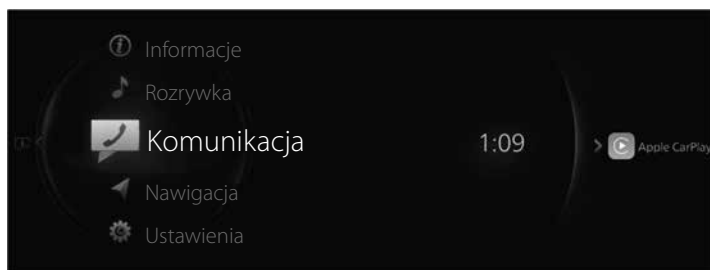 Informacje
Rozrywka
Komunikacja
1:09
Apple CarPlay
Nawigacja
Ustawienia